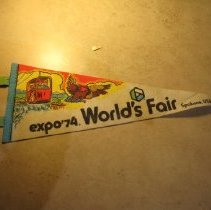 expo'74. World's Fair
Spokane, USA